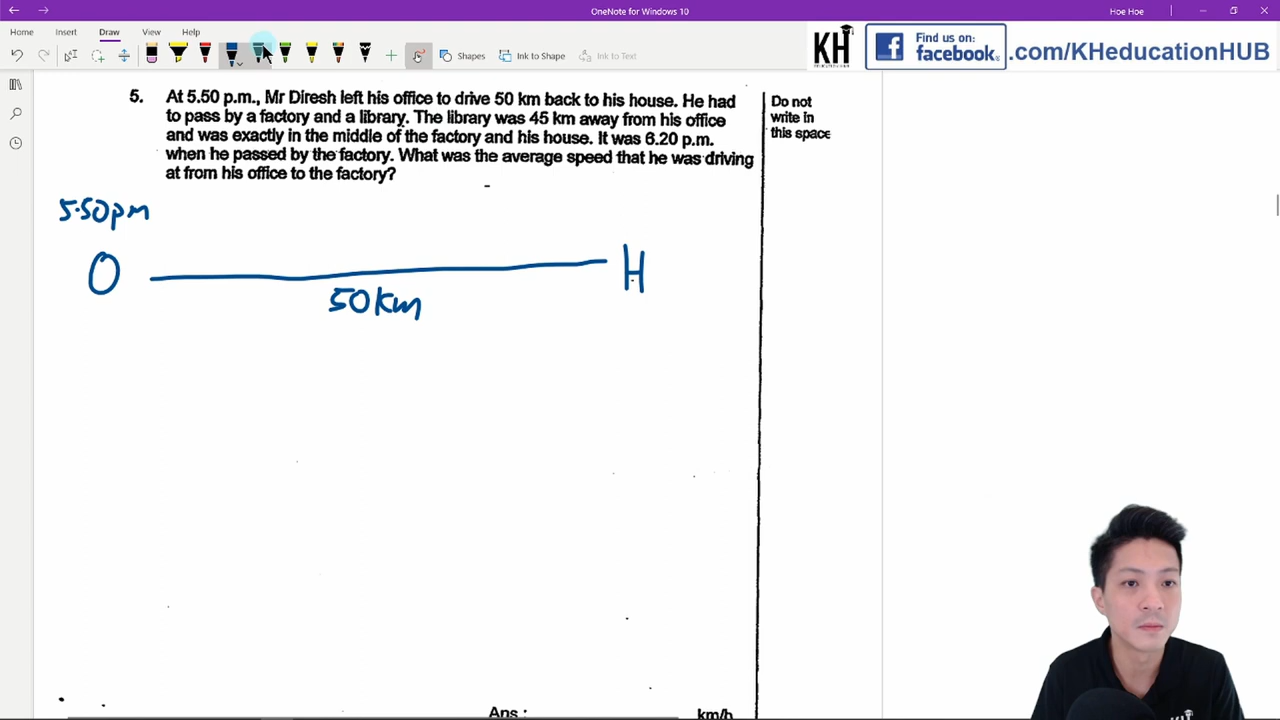 OneNote for Windows 10
Hoe Hoe
Home Insert Draw View Help
Shapes Ink to Shape Ink to Text
KH
Find us on:
facebook.
.com/KHeducationHUB
5. At 5.50 p.m., Mr Diresh left his office to drive 50 km back to his house. He had
to pass by a factory and a library. The library was 45 km away from his office
and was exactly in the middle of the factory and his house. It was 6.20 p.m.
when he passed by the factory. What was the average speed that he was driving
at from his office to the factory?
Do not
write in
this space
5.50pm
O H
50km
Ans : km/h
KH